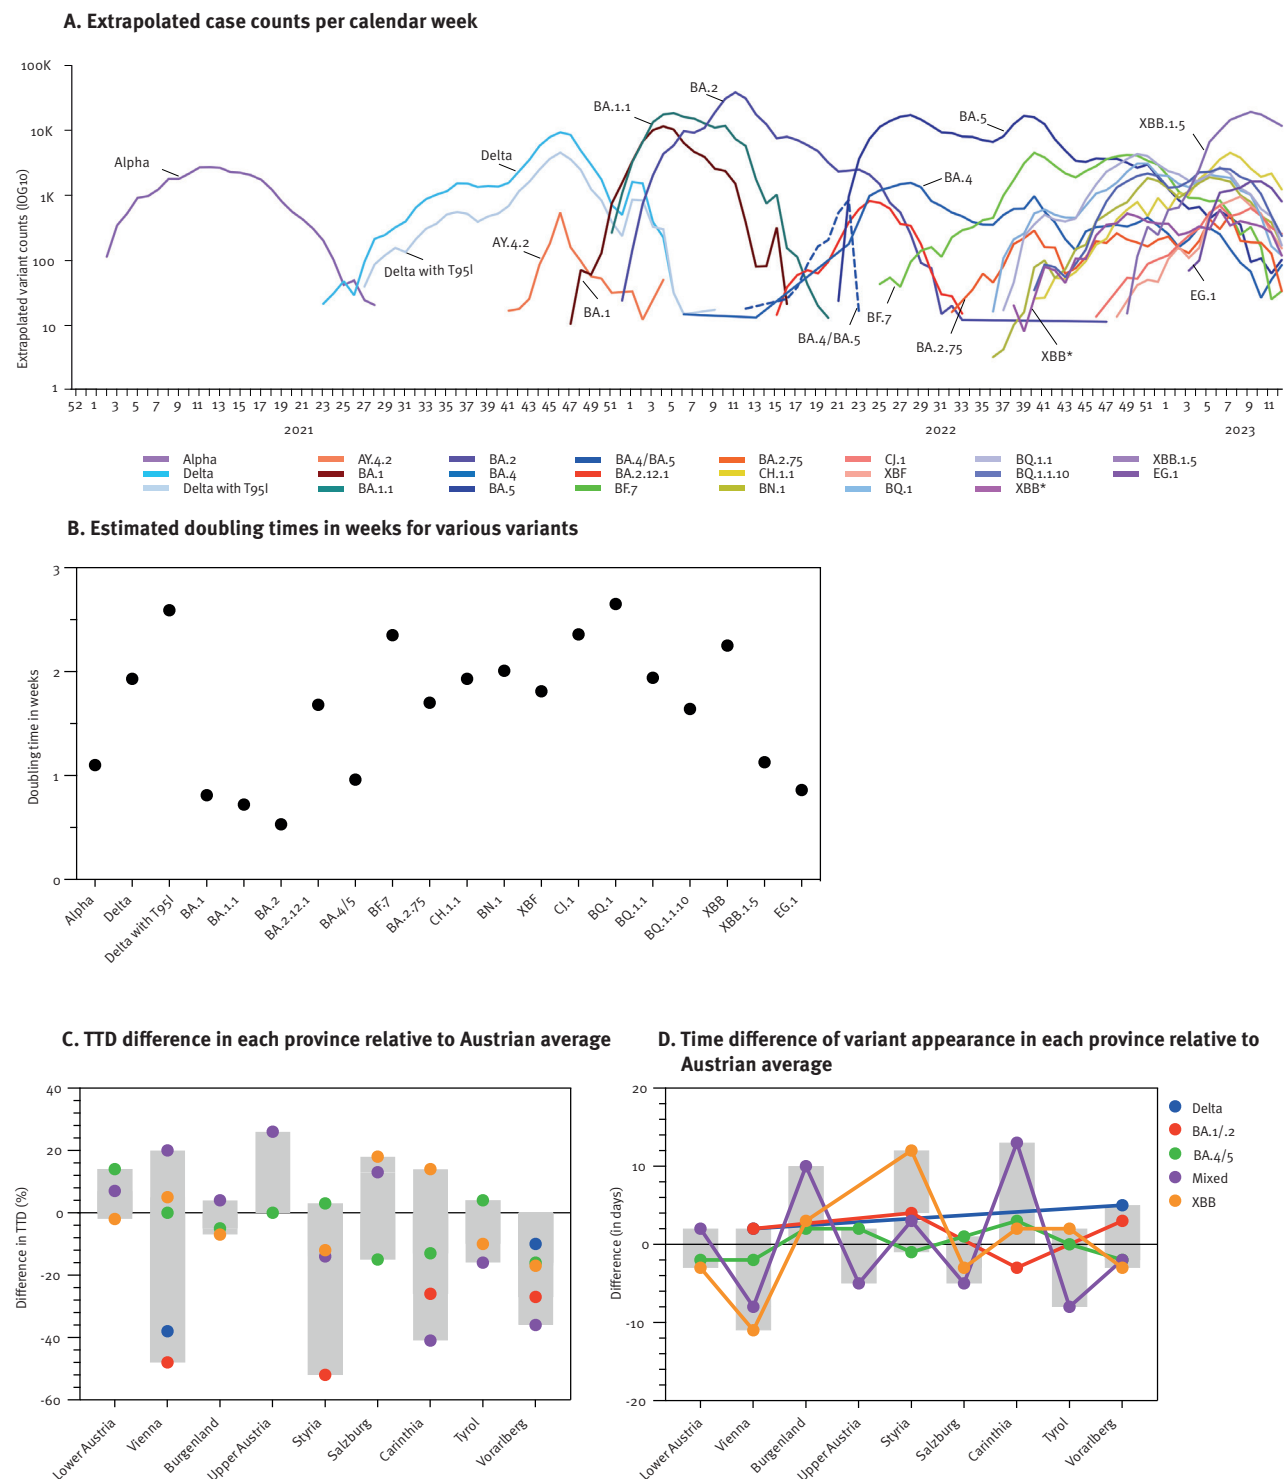 A. Extrapolated case counts per calendar week
Extrapolated variant counts (lOG10)
100K
10K
1K
100
10
1
Alpha
Delta
Delta with T95l
AY.4.2
BA.1
BA.1.1
BA.2
BA.4/BA.5
BF.7
BA.4
BA.5
BA.2.75
XBB*
XBB.1.5
EG.1
52 1 3 5 7 9 11 13 15 17 19 21 23 25 27 29 31 33 35 37 39 41 43 45 47 49 51 1 3 5 7 9 11 13 15 17 19 21 23 25 27 29 31 33 35 37 39 41 43 45 47 49 51 1 3 5 7 9 11
2021 2022 2023
Alpha AY.4.2 BA.2 BA.4/BA.5 BA.2.75 CJ.1 BQ.1.1 XBB.1.5
Delta BA.1 BA.4 BA.2.12.1 CH.1.1 XBF BQ.1.1.10 EG.1
Delta with T95l BA.1.1 BA.5 BF.7 BN.1 BQ.1 XBB*
B. Estimated doubling times in weeks for various variants
Doubling time in weeks
3
2
1
0
Alpha
Delta
Delta with T95l
BA.1
BA.1.1
BA.2
BA.2.12.1
BA.4/5
BF.7
BA.2.75
CH.1.1
BN.1
XBF
CJ.1
BQ.1
BQ.1.1
BQ.1.1.10
XBB
XBB.1.5
EG.1
C. TTD difference in each province relative to Austrian average
Difference in TTD (%)
40
20
0
-20
-40
-60
Lower Austria
Vienna
Burgenland
Upper Austria
Styria
Salzburg
Carinthia
Tyrol
Vorarlberg
D. Time difference of variant appearance in each province relative to
Austrian average
Difference (in days)
20
10
0
-10
-20
Lower Austria
Vienna
Burgenland
Upper Austria
Styria
Salzburg
Carinthia
Tyrol
Vorarlberg
Delta
BA.1/.2
BA.4/5
Mixed
XBB